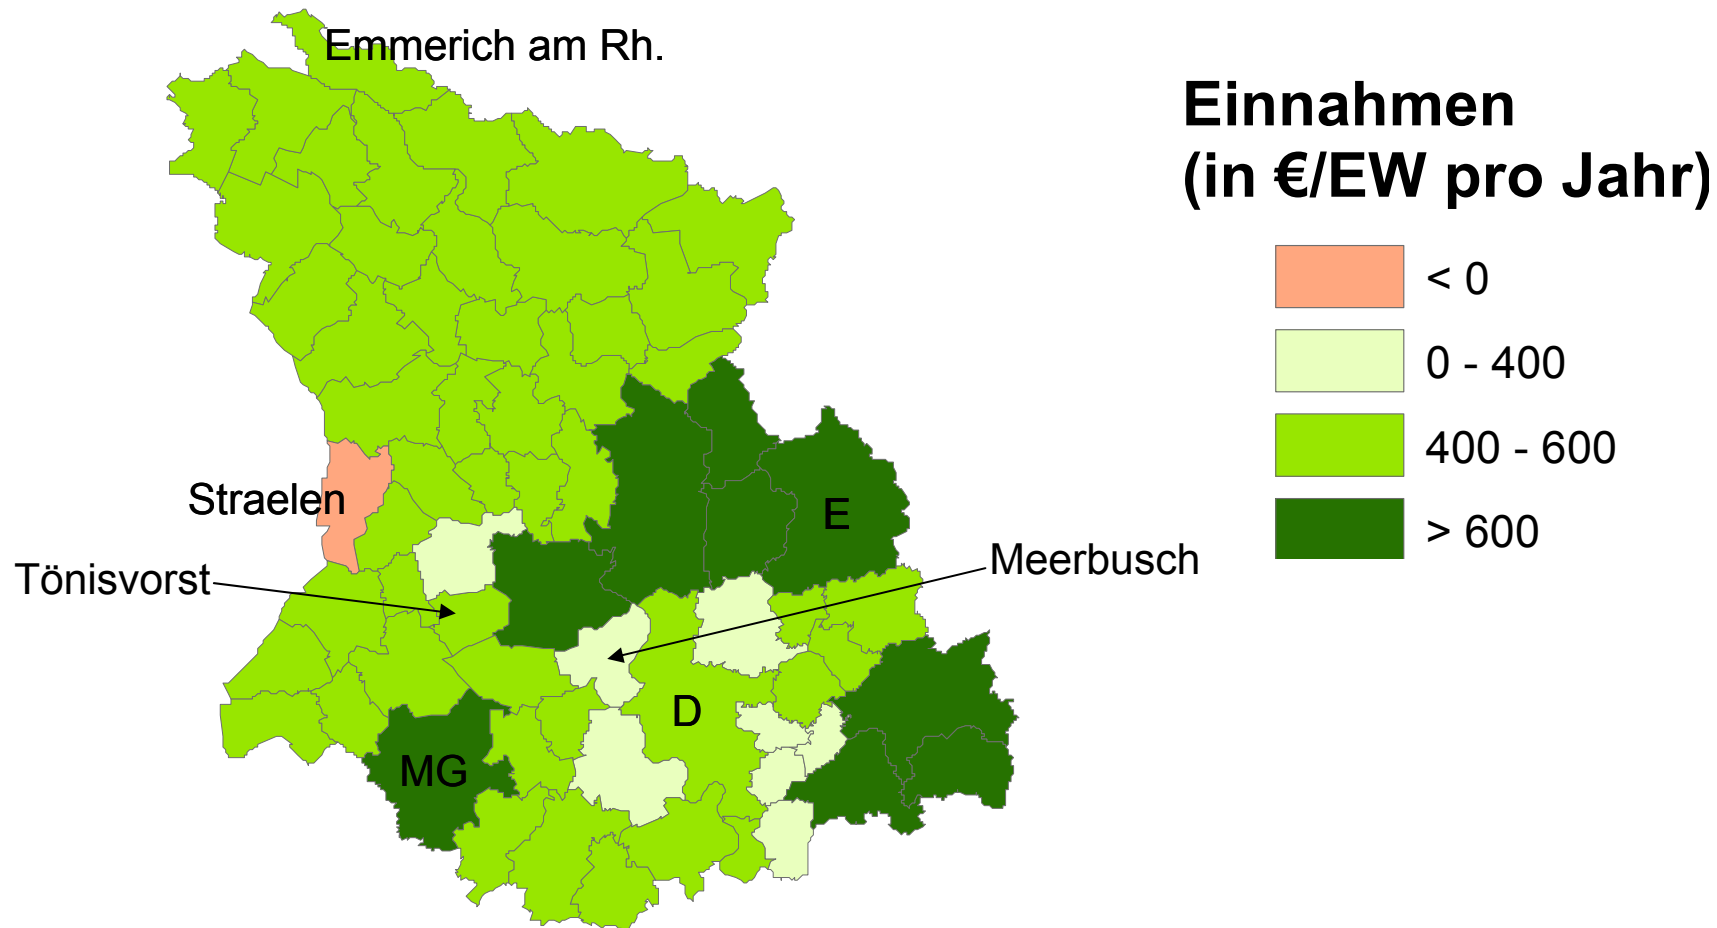 Emmerich am Rh.
Einnahmen
(in €/EW pro Jahr)
< 0
0 - 400
400 - 600
> 600
Straelen
E
Tönisvorst
Meerbusch
D
MG